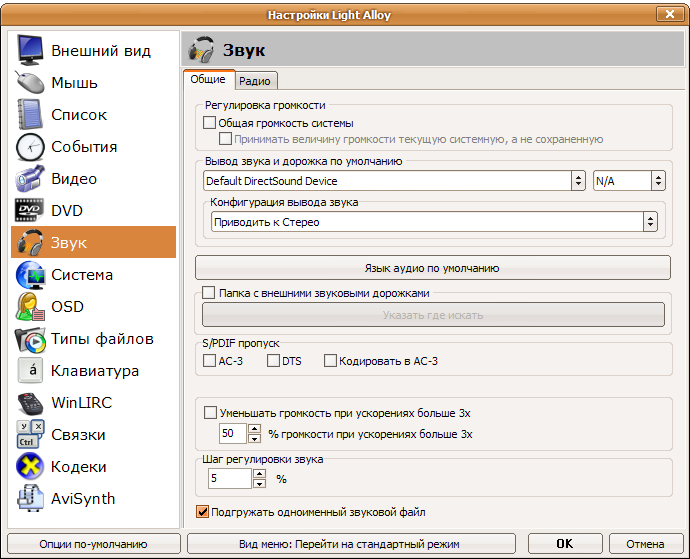 Настройки Light Alloy
Внешний вид
Мышь
Список
События
Видео
DVD
Звук
Система
OSD
Типы файлов
Клавиатура
WinLIRC
Связки
Кодеки
AviSynth
Звук
Общие
Радио
Регулировка громкости
Общая громкость системы
Принимать величину громкости текущую системную, а не сохраненную
Вывод звука и дорожка по умолчанию
Default DirectSound Device
N/A
Конфигурация вывода звука
Приводить к Стерео
Язык аудио по умолчанию
Папка с внешними звуковыми дорожками
Указать где искать
S/PDIF пропуск
AC-3
DTS
Кодировать в AC-3
Уменьшать громкость при ускорениях больше 3x
50 % громкости при ускорениях больше 3x
Шаг регулировки звука
5 %
Подгружать одноименный звуковой файл
Опции по-умолчанию
Вид меню: Перейти на стандартный режим
OK
Отмена
á
DVD
Y X
Ctrl